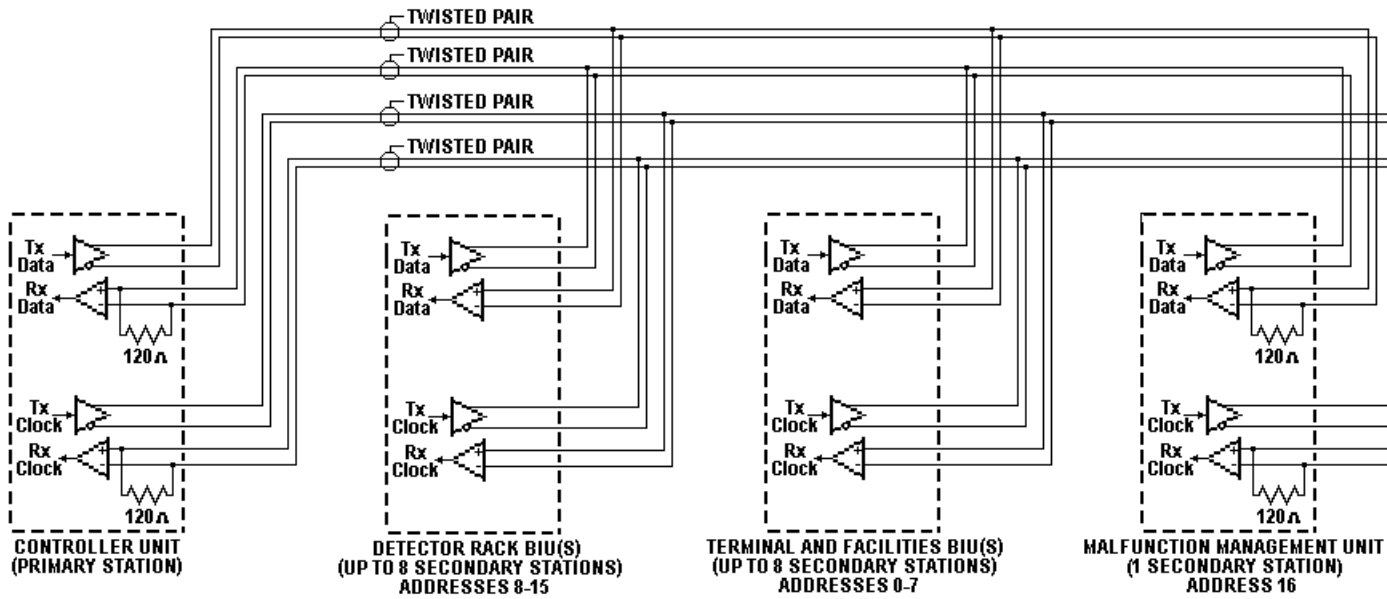 TWISTED PAIR
TWISTED PAIR
TWISTED PAIR
TWISTED PAIR
Tx
Data
Rx
Data
+
-
120Ω
Tx
Clock
Rx
Clock
+
-
120Ω
CONTROLLER UNIT
(PRIMARY STATION)
Tx
Data
Rx
Data
+
-
Tx
Clock
Rx
Clock
+
-
DETECTOR RACK BIU(S)
(UP TO 8 SECONDARY STATIONS)
ADDRESSES 8-15
Tx
Data
Rx
Data
+
-
Tx
Clock
Rx
Clock
+
-
TERMINAL AND FACILITIES BIU(S)
(UP TO 8 SECONDARY STATIONS)
ADDRESSES 0-7
Tx
Data
Rx
Data
+
-
120Ω
Tx
Clock
Rx
Clock
+
-
120Ω
MALFUNCTION MANAGEMENT UNIT
(1 SECONDARY STATION)
ADDRESS 16